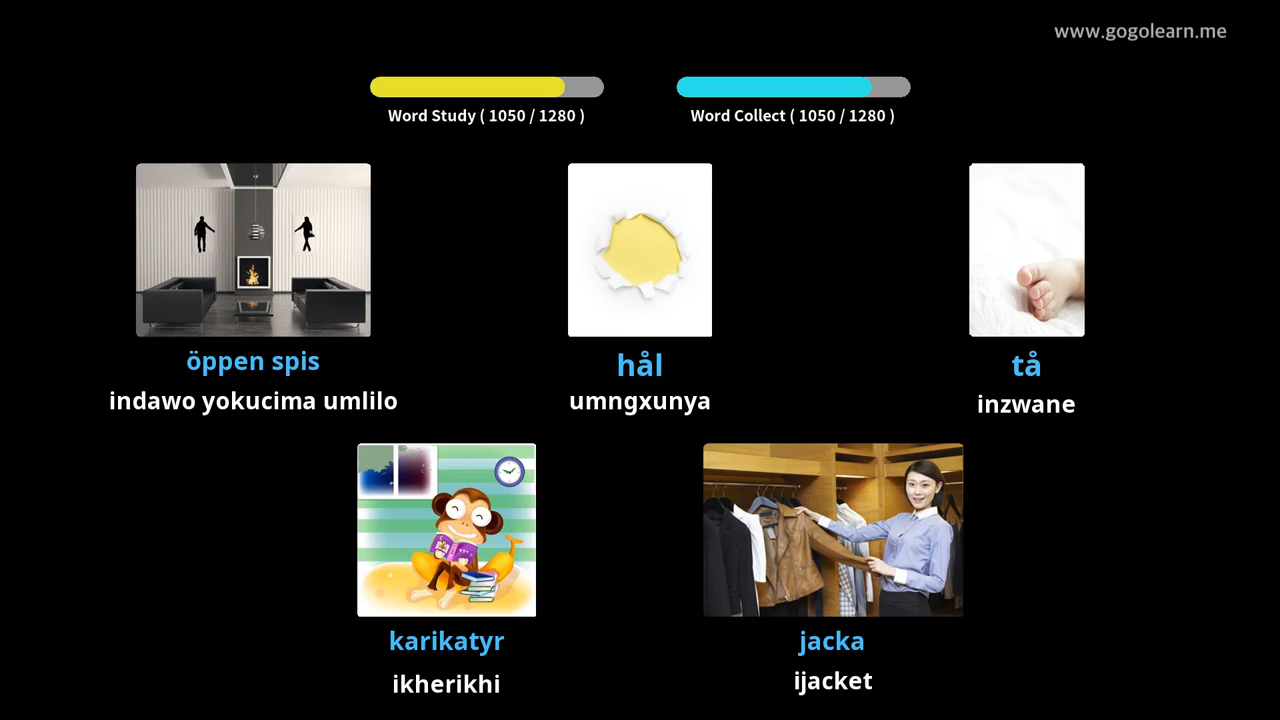 www.gogolearn.me
Word Study ( 1050 / 1280 )
Word Collect ( 1050 / 1280 )
öppen spis
hål
tå
indawo yokucima umlilo
umngxunya
inzwane
karikatyr
jacka
ikherikhi
ijacket